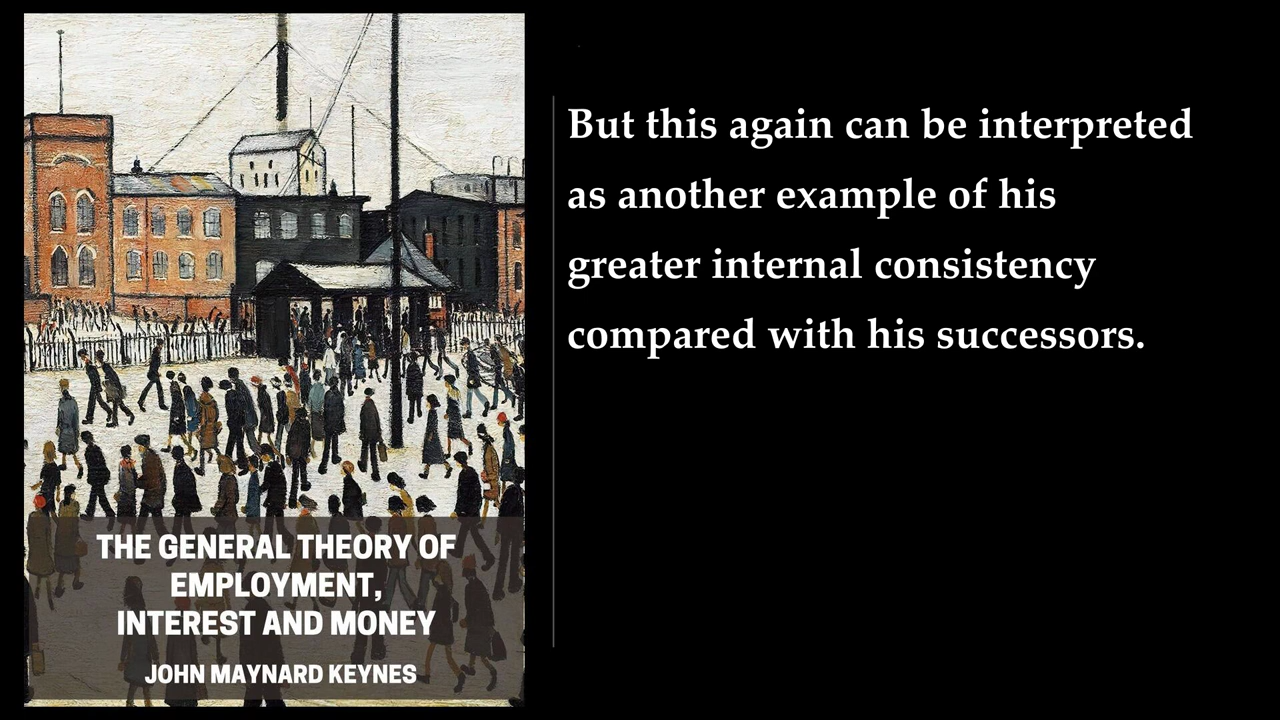 But this again can be interpreted
as another example of his
greater internal consistency
compared with his successors.
THE GENERAL THEORY OF
EMPLOYMENT,
INTEREST AND MONEY
JOHN MAYNARD KEYNES